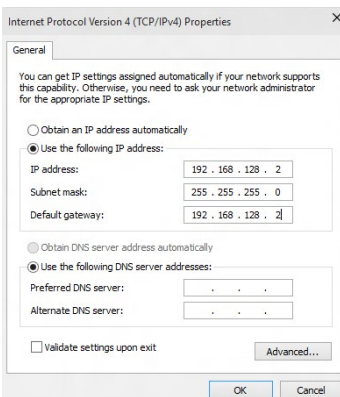 Internet Protocol Version 4 (TCP/IPv4) Properties
General
You can get IP settings assigned automatically if your network supports
this capability. Otherwise, you need to ask your network administrator
for the appropriate IP settings.
Obtain an IP address automatically
Use the following IP address:
IP address: 192 . 168 . 128 . 2
Subnet mask: 255 . 255 . 255 . 0
Default gateway: 192 . 168 . 128 . 2
Obtain DNS server address automatically
Use the following DNS server addresses:
Preferred DNS server: . . .
Alternate DNS server: . . .
Validate settings upon exit
Advanced...
OK Cancel